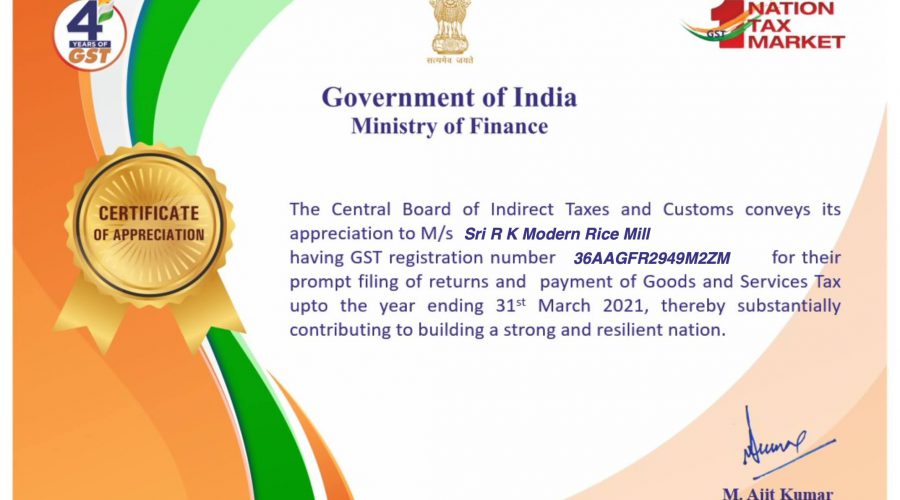 4
YEARS OF
GST
सत्यमेव जयते
1 NATION
TAX
MARKET
GST
Government of India
Ministry of Finance
CERTIFICATE
OF APPRECIATION
The Central Board of Indirect Taxes and Customs conveys its
appreciation to M/s Sri R K Modern Rice Mill
having GST registration number 36AAGFR2949M2ZM for their
prompt filing of returns and payment of Goods and Services Tax
upto the year ending 31st March 2021, thereby substantially
contributing to building a strong and resilient nation.
M. Ajit Kumar